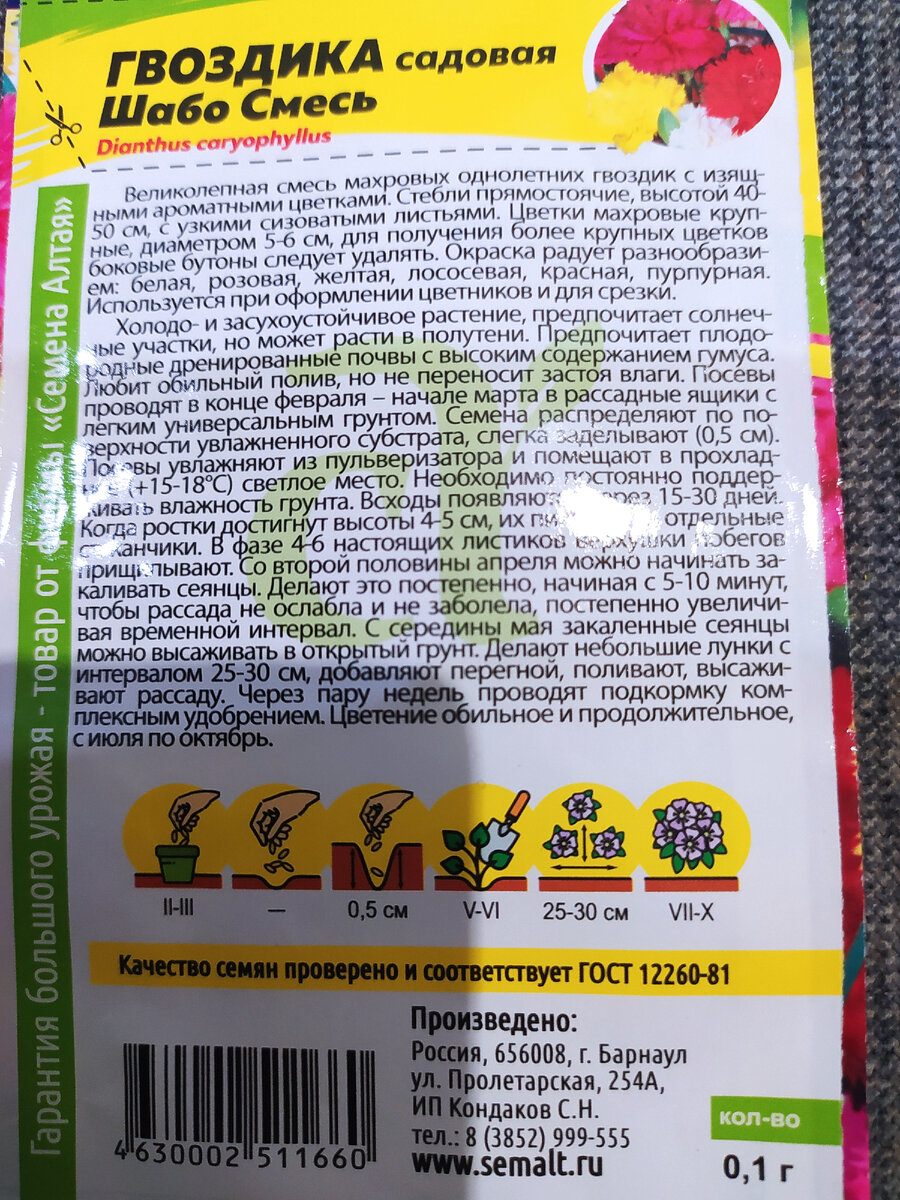 ГВОЗДИКА садовая
Шабо Смесь
Dianthus caryophyllus
Великолепная смесь махровых однолетних гвоздик с изящ-
ными ароматными цветками. Стебли прямостоячие, высотой 40-
50 см, с узкими сизоватыми листьями. Цветки махровые круп-
ные, диаметром 5-6 см, для получения более крупных цветков
боковые бутоны следует удалять. Окраска радует разнообрази-
ем: белая, розовая, желтая, лососевая, красная, пурпурная.
Используется при оформлении цветников и для срезки.
Холодо- и засухоустойчивое растение, предпочитает солнеч-
ные участки, но может расти в полутени. Предпочитает плодо-
родные дренированные почвы с высоким содержанием гумуса.
Любит обильный полив, но не переносит застоя влаги. Посевы
проводят в конце февраля – начале марта в рассадные ящики с
легким универсальным грунтом. Семена распределяют по по-
верхности увлажненного субстрата, слегка заделывают (0,5 см).
Посевы увлажняют из пульверизатора и помещают в прохлад-
ное (+15-18°С) светлое место. Необходимо постоянно поддер-
живать влажность грунта. Всходы появляются через 15-30 дней.
Когда ростки достигнут высоты 4-5 см, их отдельные
стаканчики. В фазе 4-6 настоящих листиков верхушки побегов
прищипывают. Со второй половины апреля можно начинать за-
каливать сеянцы. Делают это постепенно, начиная с 5-10 минут,
чтобы рассада не ослабла и не заболела, постепенно увеличи-
вая временной интервал. С середины мая закаленные сеянцы
можно высаживать в открытый грунт. Делают небольшие лунки с
интервалом 25-30 см, добавляют перегной, поливают, высажи-
вают рассаду. Через пару недель проводят подкормку ком-
плексным удобрением. Цветение обильное и продолжительное,
с июля по октябрь.
II-III — 0,5 см V-VI 25-30 см VII-X
Качество семян проверено и соответствует ГОСТ 12260-81
Произведено:
Россия, 656008, г. Барнаул
ул. Пролетарская, 254А,
ИП Кондаков С.Н.
тел.: 8 (3852) 999-555
www.semalt.ru
4 630002 511660
кол-во
0,1 г
Гарантия большого урожая - товар от фирмы «Семена Алтая»